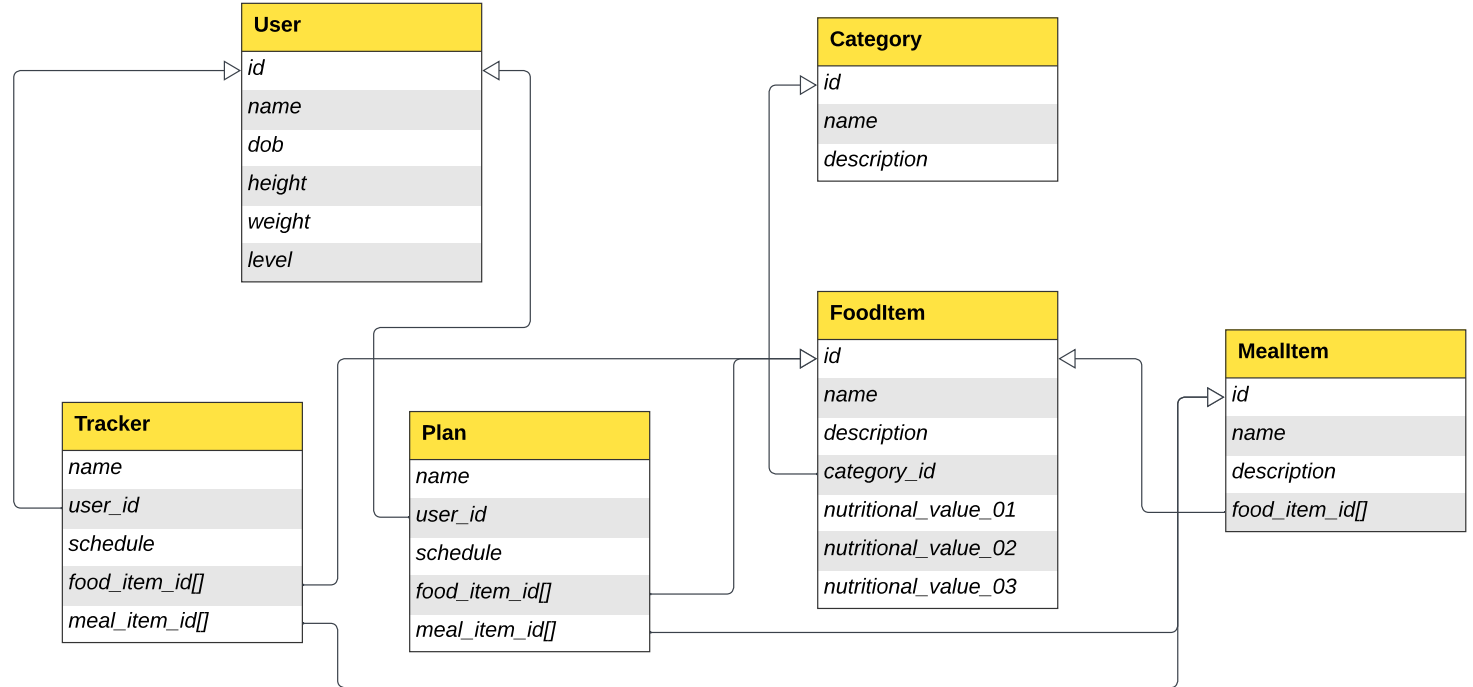 User
id
name
dob
height
weight
level
Category
id
name
description
FoodItem
id
name
description
category_id
nutritional_value_01
nutritional_value_02
nutritional_value_03
MealItem
id
name
description
food_item_id[]
Tracker
name
user_id
schedule
food_item_id[]
meal_item_id[]
Plan
name
user_id
schedule
food_item_id[]
meal_item_id[]